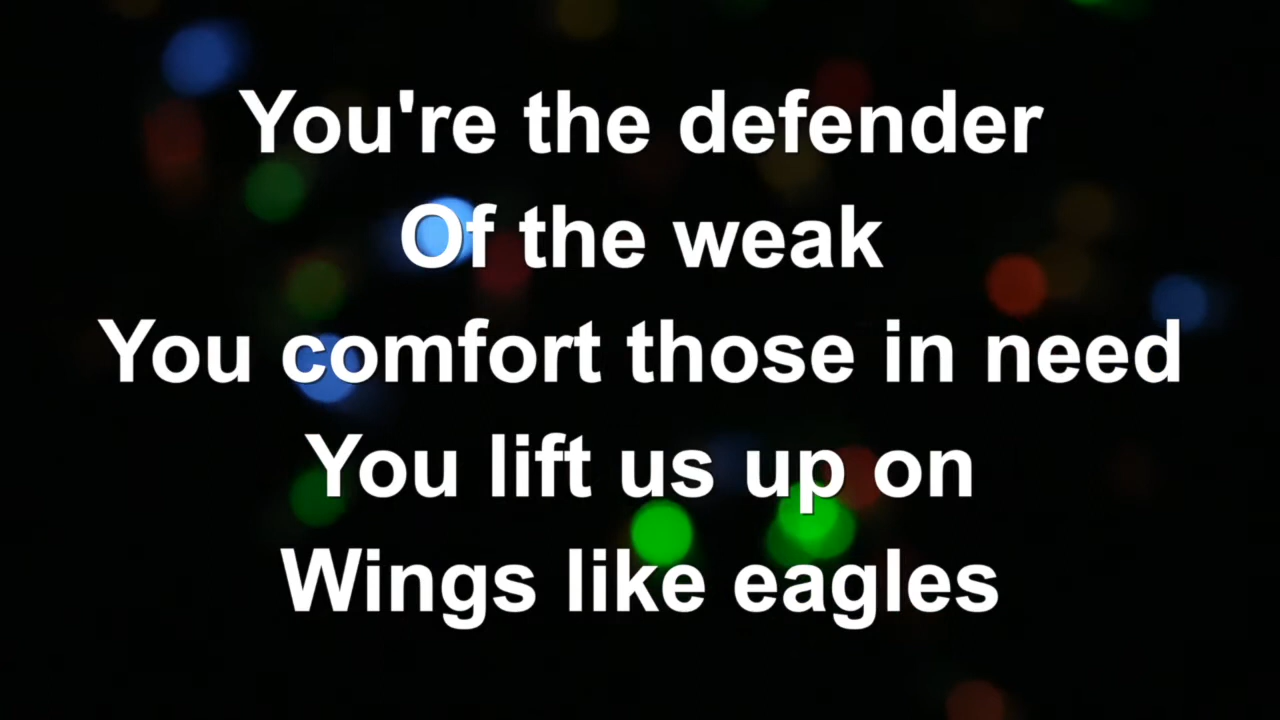 You're the defender
Of the weak
You comfort those in need
You lift us up on
Wings like eagles